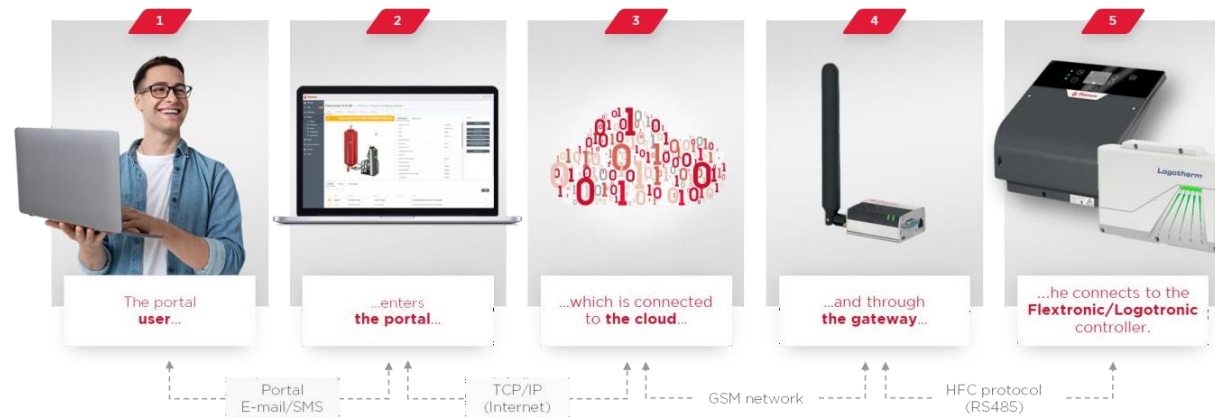 1
2
3
4
5
Logotherm
The portal
user...
...enters
the portal...
...which is connected
to the cloud...
...and through
the gateway...
...he connects to the
Flextronic/Logotronic
controller.
Portal
E-mail/SMS
TCP/IP
(Internet)
GSM network
HFC protocol
(RS485)